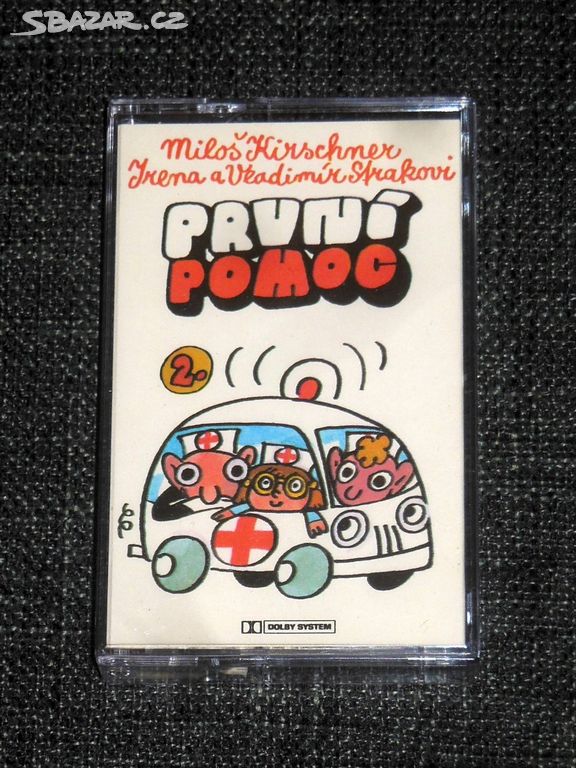 SBAZAR.CZ
Miloš Kirschner
Irena a Vladimír Strakovi
PRVNÍ
POMOC
2.
DOLBY SYSTEM